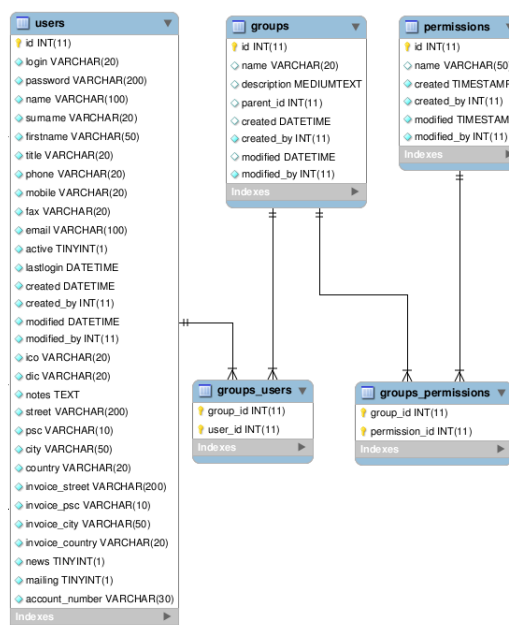 users
id INT(11)
login VARCHAR(20)
password VARCHAR(200)
name VARCHAR(100)
surname VARCHAR(20)
firstname VARCHAR(50)
title VARCHAR(20)
phone VARCHAR(20)
mobile VARCHAR(20)
fax VARCHAR(20)
email VARCHAR(100)
active TINYINT(1)
lastlogin DATETIME
created DATETIME
created_by INT(11)
modified DATETIME
modified_by INT(11)
ico VARCHAR(20)
dic VARCHAR(20)
notes TEXT
street VARCHAR(200)
psc VARCHAR(10)
city VARCHAR(50)
country VARCHAR(20)
invoice_street VARCHAR(200)
invoice_psc VARCHAR(10)
invoice_city VARCHAR(50)
invoice_country VARCHAR(20)
news TINYINT(1)
mailing TINYINT(1)
account_number VARCHAR(30)
Indexes
groups
id INT(11)
name VARCHAR(20)
description MEDIUMTEXT
parent_id INT(11)
created DATETIME
created_by INT(11)
modified DATETIME
modified_by INT(11)
Indexes
permissions
id INT(11)
name VARCHAR(50
created TIMESTAMP
created_by INT(11)
modified TIMESTAM
modified_by INT(11)
Indexes
groups_users
group_id INT(11)
user_id INT(11)
Indexes
groups_permissions
group_id INT(11)
permission_id INT(11)
Indexes